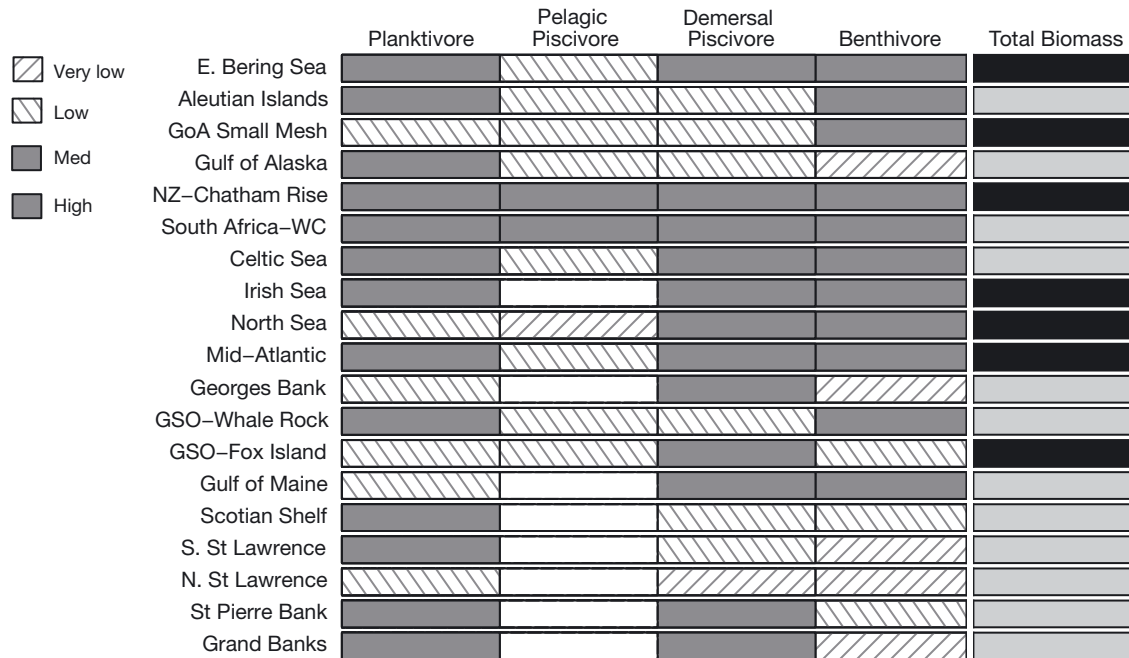 Planktivore
Pelagic
Piscivore
Demersal
Piscivore
Benthivore
Total Biomass
Very low
Low
Med
High
E. Bering Sea
Aleutian Islands
GoA Small Mesh
Gulf of Alaska
NZ–Chatham Rise
South Africa–WC
Celtic Sea
Irish Sea
North Sea
Mid–Atlantic
Georges Bank
GSO–Whale Rock
GSO–Fox Island
Gulf of Maine
Scotian Shelf
S. St Lawrence
N. St Lawrence
St Pierre Bank
Grand Banks